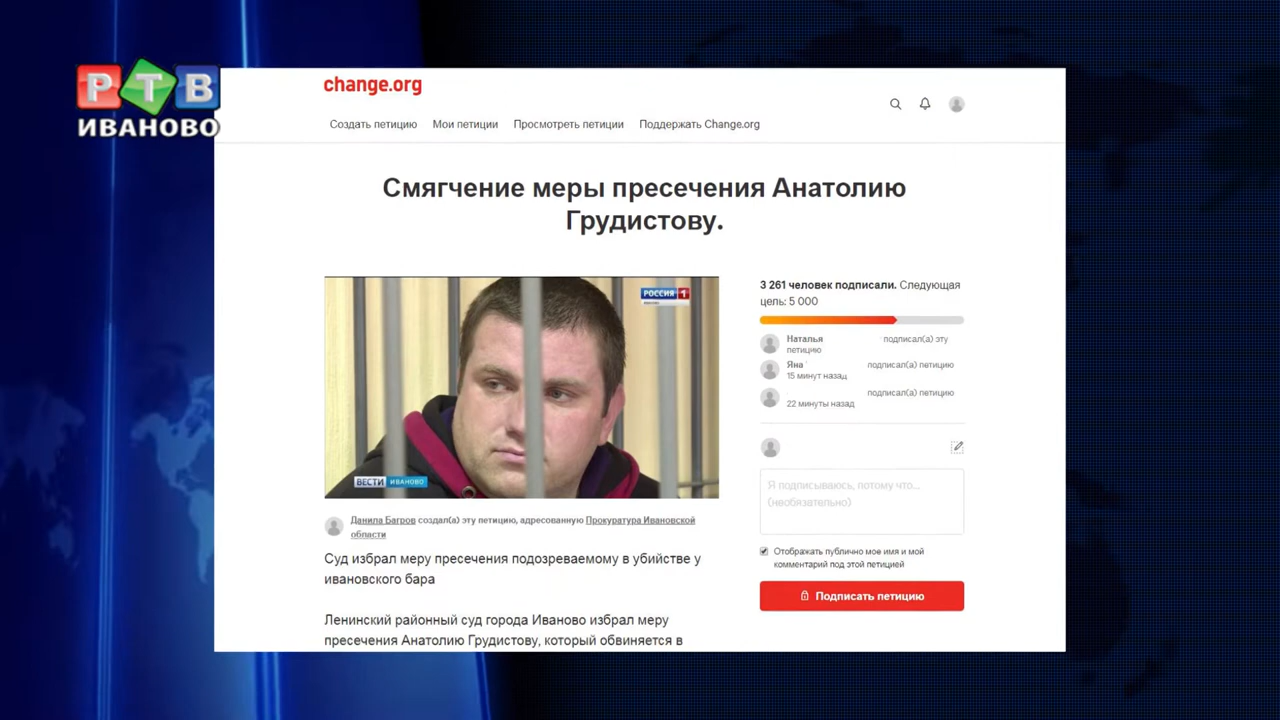 РТВ
ИВАНОВО
change.org
Создать петицию Мои петиции Просмотреть петиции Поддержать Change.org
Смягчение меры пресечения Анатолию
Грудистову.
РОССИЯ 1
ВЕСТИ ИВАНОВО
3 261 человек подписали. Следующая
цель: 5 000
Наталья подписал(а) эту
петицию
Яна подписал(а) петицию
15 минут назад
подписал(а) петицию
22 минуты назад
Я подписываюсь, потому что...
(необязательно)
Отображать публично мое имя и мой
комментарий под этой петицией
Подписать петицию
Данила Багров создал(а) эту петицию, адресованную Прокуратура Ивановской
области
Суд избрал меру пресечения подозреваемому в убийстве у
ивановского бара
Ленинский районный суд города Иваново избрал меру
пресечения Анатолию Грудистову, который обвиняется в